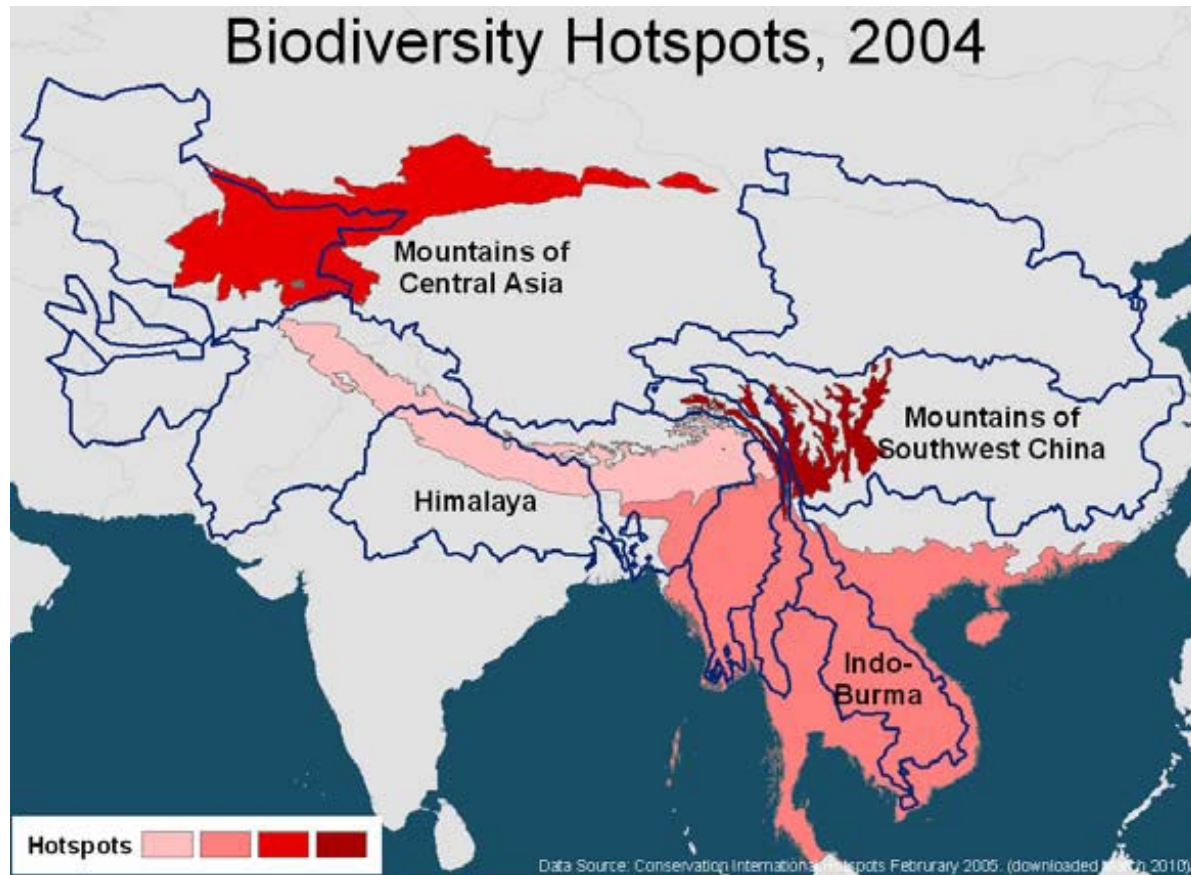 Biodiversity Hotspots, 2004
Mountains of
Central Asia
Mountains of
Southwest China
Himalaya
Indo-
Burma
Hotspots
Data Source: Conservation International Hotspots Februrary 2005. (downloaded March 2010)